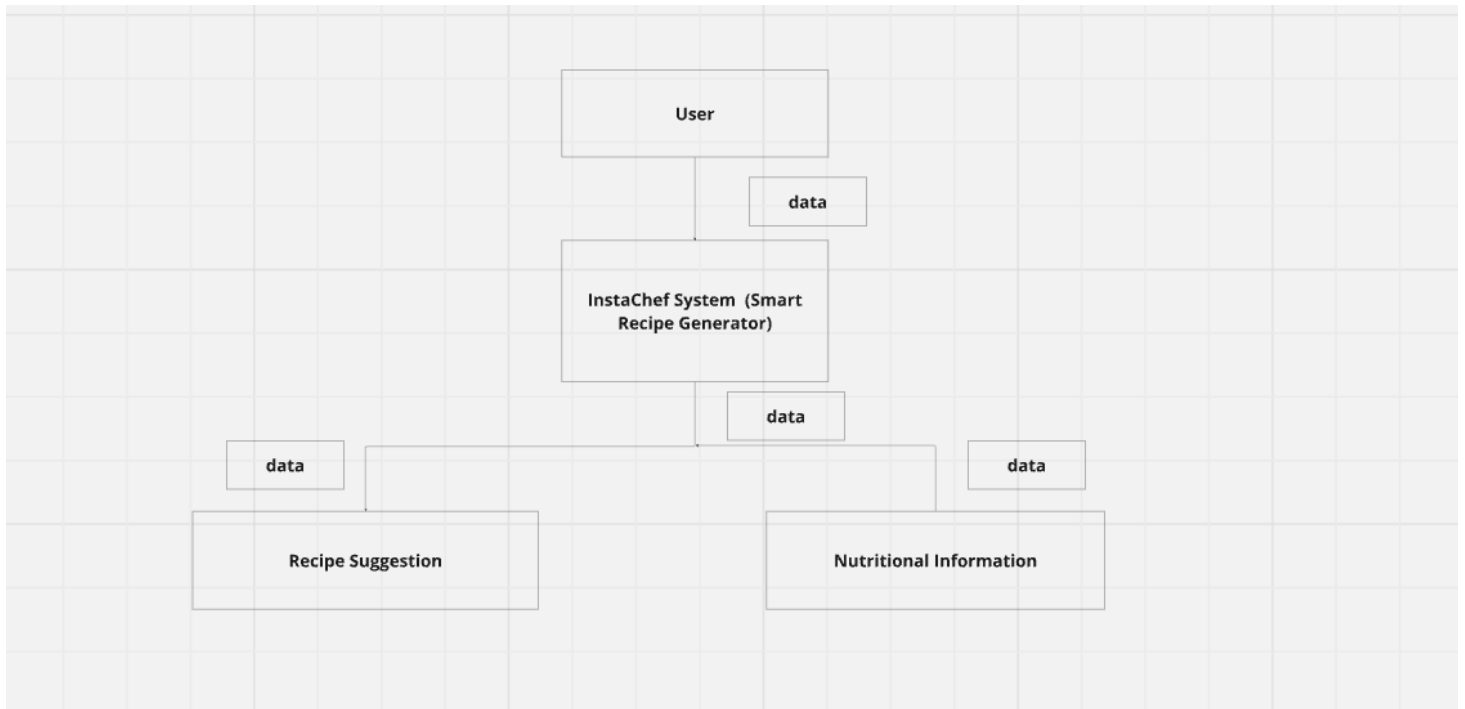 User
data
InstaChef System (Smart
Recipe Generator)
data
data
data
Recipe Suggestion
Nutritional Information